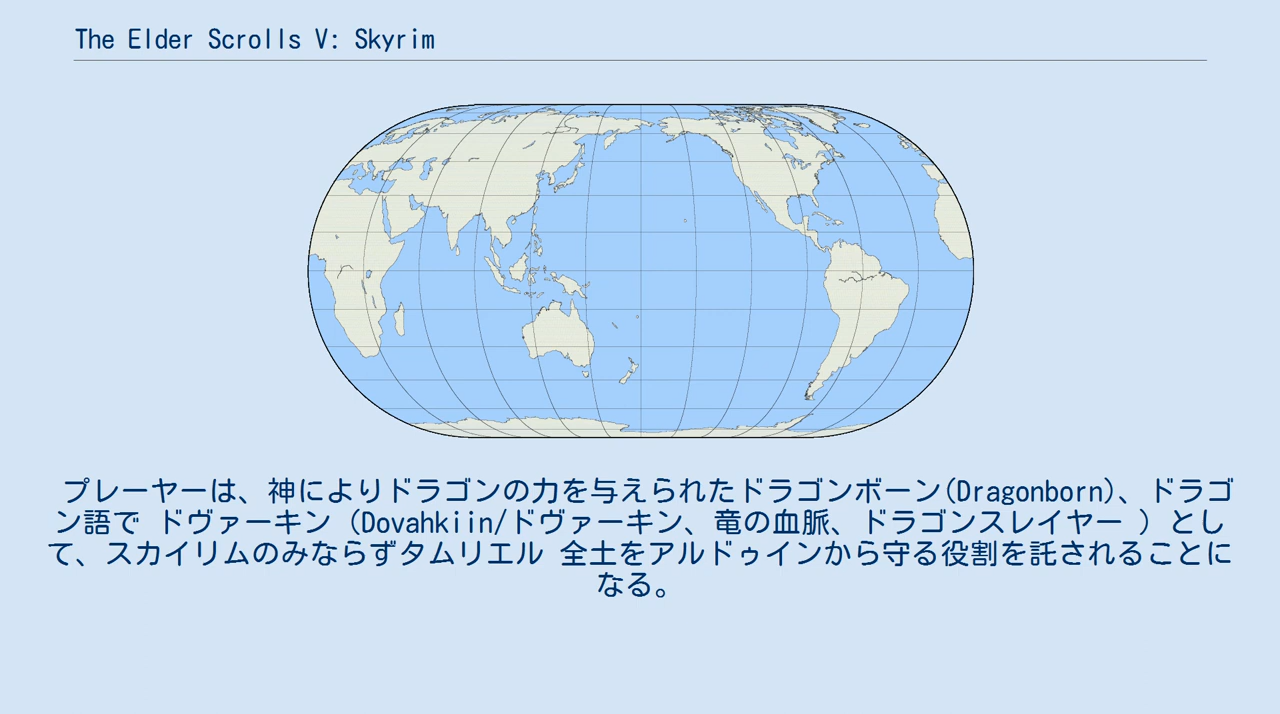 The Elder Scrolls V: Skyrim
プレーヤーは、神によりドラゴンの力を与えられたドラゴンボーン(Dragonborn)、ドラゴ
ン語で ドヴァーキン (Dovahkiin/ドヴァーキン、竜の血脈、ドラゴンスレイヤー ) とし
て、スカイリムのみならずタムリエル 全土をアルドゥインから守る役割を託されることに
なる。